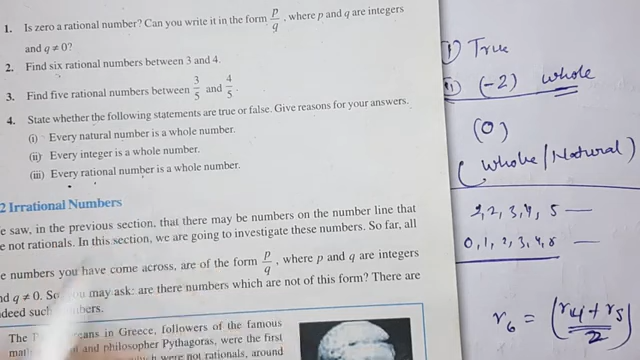 1. Is zero a rational number? Can you write it in the form p/q, where p and q are integers
and q ≠ 0?
2. Find six rational numbers between 3 and 4.
3. Find five rational numbers between 3/5 and 4/5.
4. State whether the following statements are true or false. Give reasons for your answers.
(i) Every natural number is a whole number.
(ii) Every integer is a whole number.
(iii) Every rational number is a whole number.
2 Irrational Numbers
e saw, in the previous section, that there may be numbers on the number line that
e not rationals. In this section, we are going to investigate these numbers. So far, all
e numbers you have come across, are of the form p/q, where p and q are integers
nd q ≠ 0. So, you may ask: are there numbers which are not of this form? There are
deed such numbers.
The eans in Greece, followers of the famous
mat and philosopher Pythagoras, were the first
which were not rationals, around
(i) True
(ii) (-2) whole
(0)
(Whole/Natural)
1, 2, 3, 4, 5 —
0, 1, 2, 3, 4, 5 —
r6 = (r4 + r5 / 2)